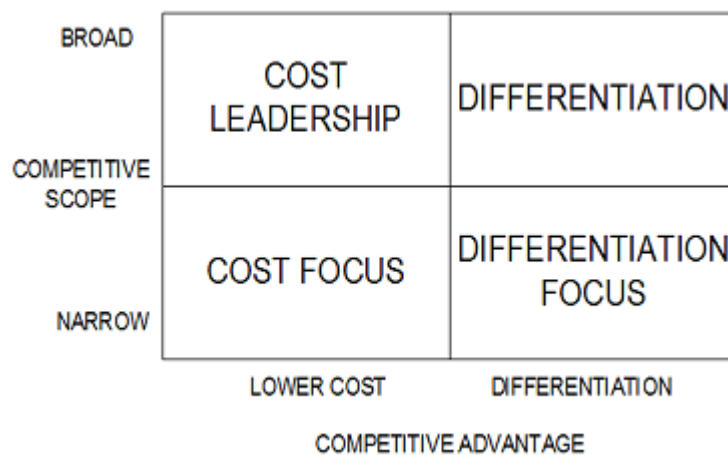 BROAD
COST
LEADERSHIP
DIFFERENTIATION
COMPETITIVE
SCOPE
COST FOCUS
DIFFERENTIATION
FOCUS
NARROW
LOWER COST
DIFFERENTIATION
COMPETITIVE ADVANTAGE